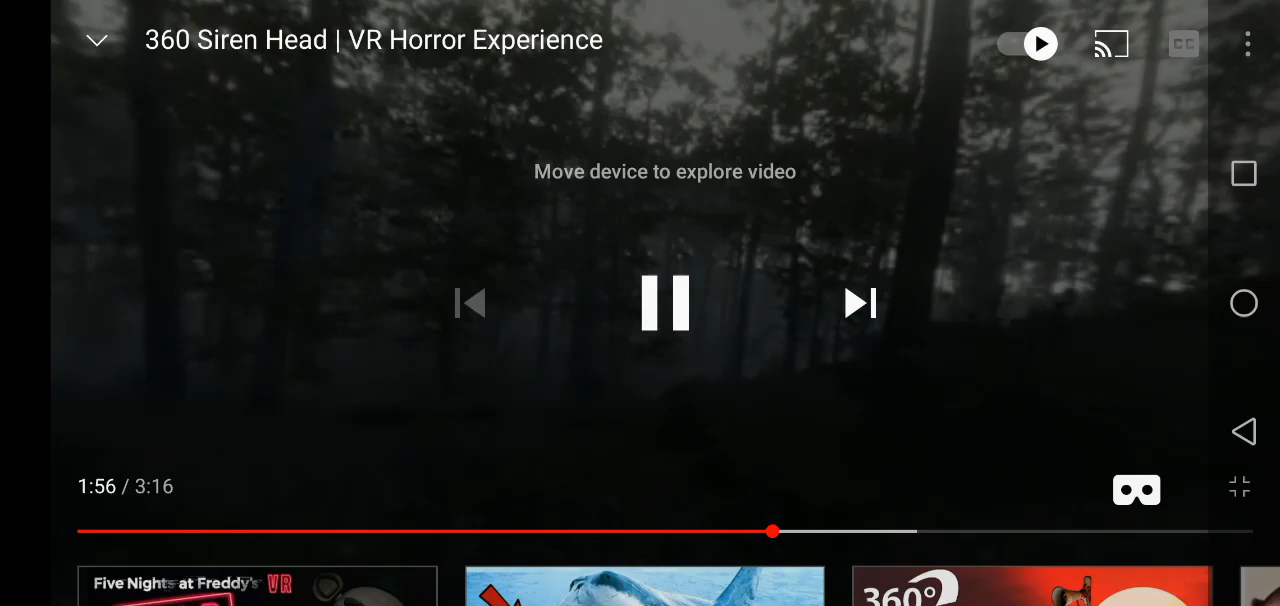 360 Siren Head | VR Horror Experience
CC
Move device to explore video
1:56 / 3:16
Five Nights at Freddy's VR
360°